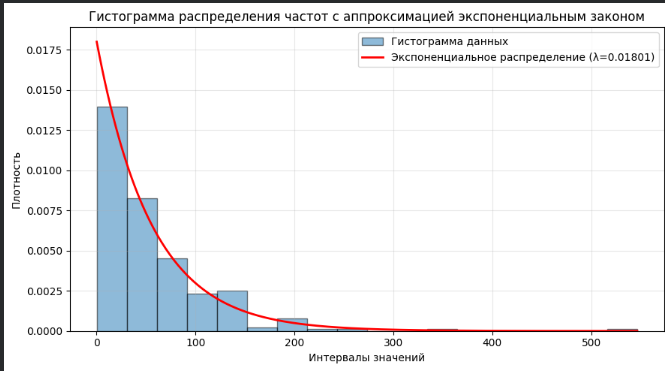 Гистограмма распределения частот с аппроксимацией экспоненциальным законом
Гистограмма данных
Экспоненциальное распределение (λ=0.01801)
Плотность
0.0175
0.0150
0.0125
0.0100
0.0075
0.0050
0.0025
0.0000
0 100 200 300 400 500
Интервалы значений